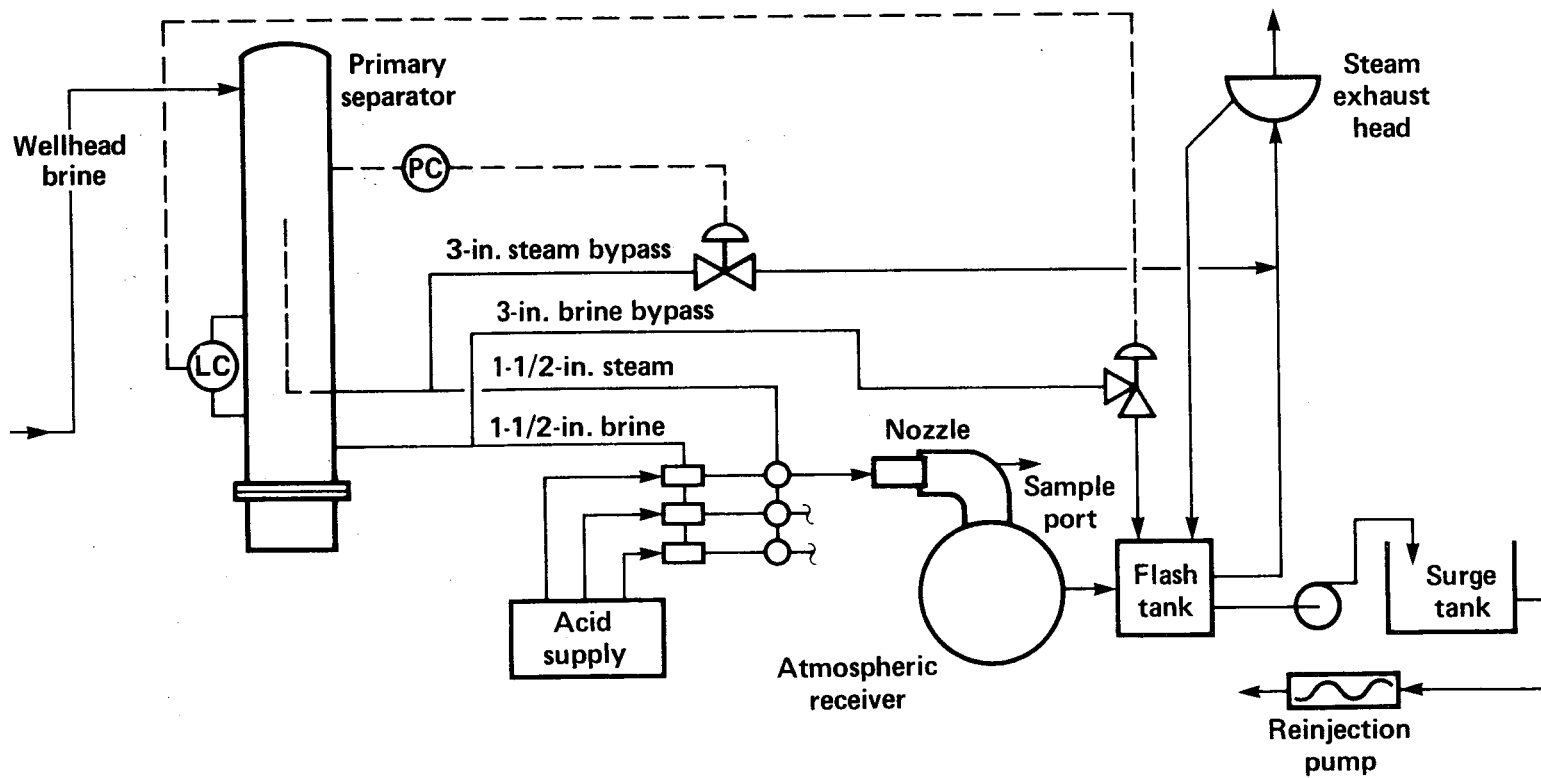 Primary
separator
Steam
exhaust
head
Wellhead
brine
PC
3-in. steam bypass
3-in. brine bypass
LC
1-1/2-in. steam
1-1/2-in. brine
Nozzle
Sample
port
Flash
tank
Surge
tank
Acid
supply
Atmospheric
receiver
Reinjection
pump